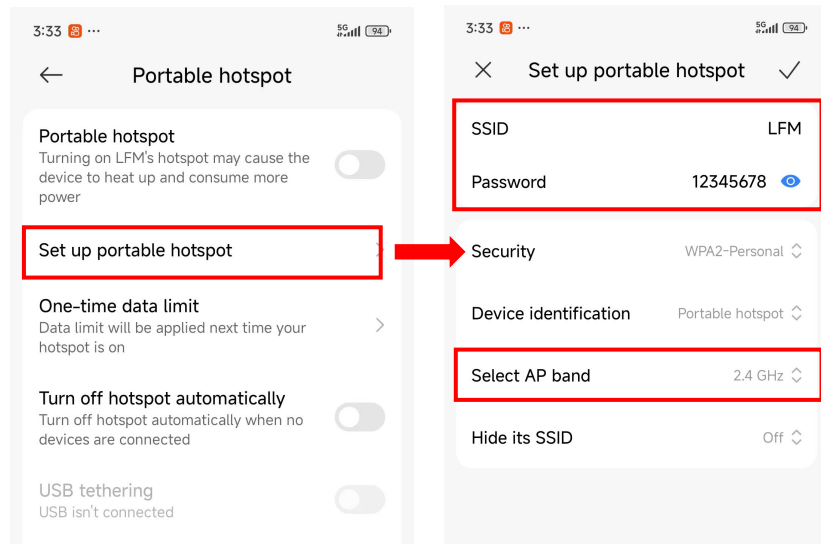 3:33 ...
5G 94
Portable hotspot
Portable hotspot
Turning on LFM's hotspot may cause the
device to heat up and consume more
power
Set up portable hotspot
One-time data limit
Data limit will be applied next time your
hotspot is on
Turn off hotspot automatically
Turn off hotspot automatically when no
devices are connected
USB tethering
USB isn't connected
3:33 ...
5G 94
Set up portable hotspot
SSID LFM
Password 12345678
Security WPA2-Personal
Device identification Portable hotspot
Select AP band 2.4 GHz
Hide its SSID Off